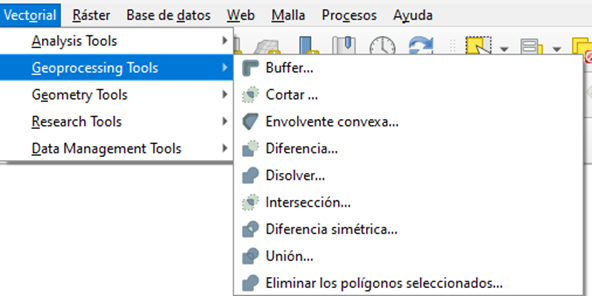 Vectorial Ráster Base de datos Web Malla Procesos Ayuda
Analysis Tools
Geoprocessing Tools
Geometry Tools
Research Tools
Data Management Tools
Buffer...
Cortar ...
Envolvente convexa...
Diferencia...
Disolver...
Intersección...
Diferencia simétrica...
Unión...
Eliminar los polígonos seleccionados...